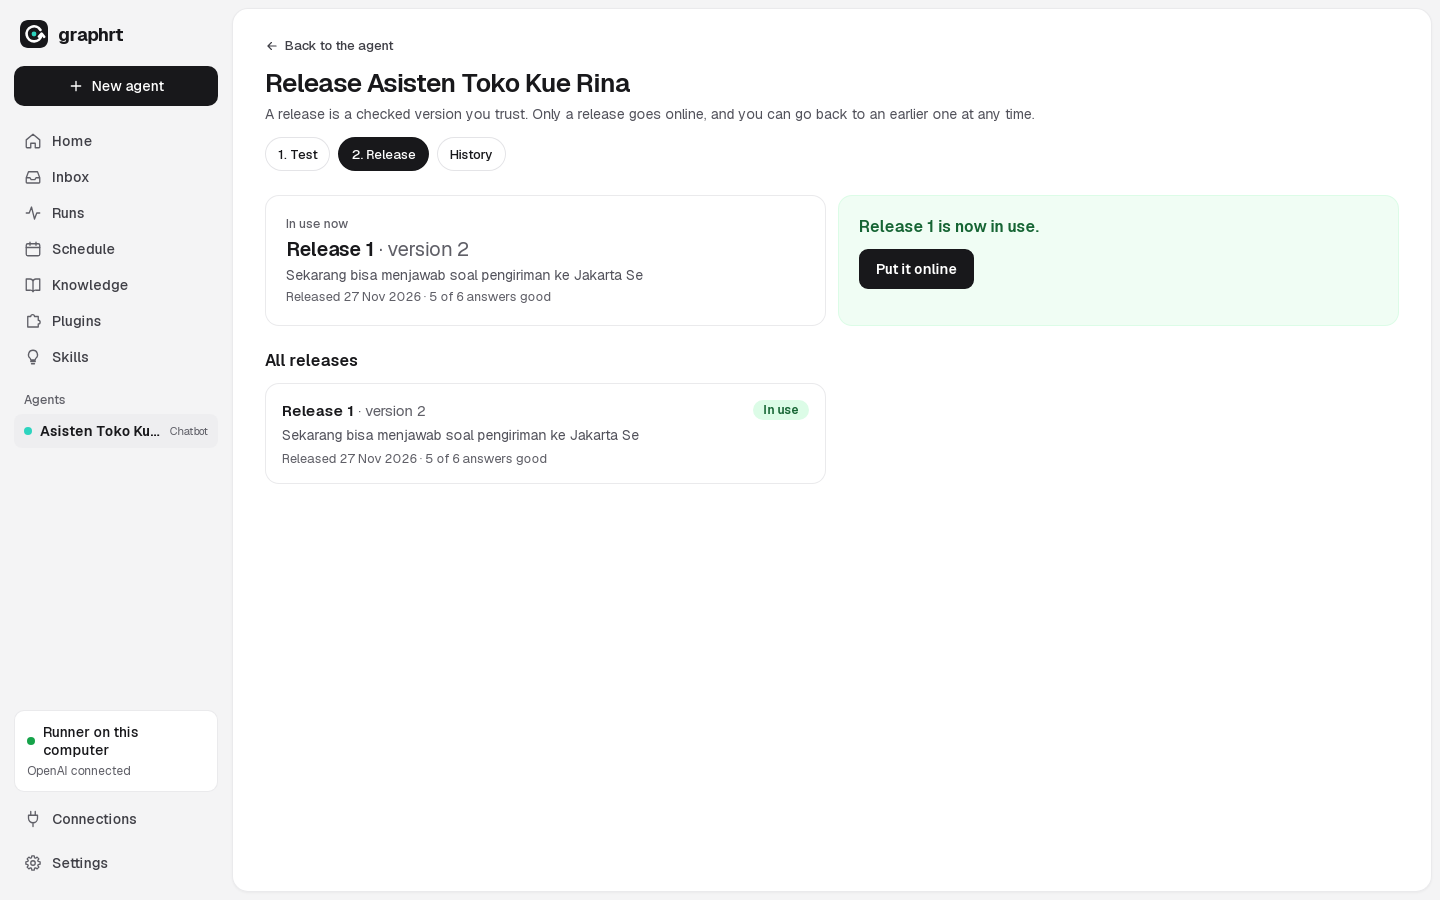 graphrt
New agent
Home
Inbox
Runs
Schedule
Knowledge
Plugins
Skills
Agents
Asisten Toko Ku... Chatbot
Runner on this
computer
OpenAI connected
Connections
Settings
Back to the agent
Release Asisten Toko Kue Rina
A release is a checked version you trust. Only a release goes online, and you can go back to an earlier one at any time.
1. Test 2. Release History
In use now
Release 1 · version 2
Sekarang bisa menjawab soal pengiriman ke Jakarta Se
Released 27 Nov 2026 · 5 of 6 answers good
Release 1 is now in use.
Put it online
All releases
Release 1 · version 2 In use
Sekarang bisa menjawab soal pengiriman ke Jakarta Se
Released 27 Nov 2026 · 5 of 6 answers good